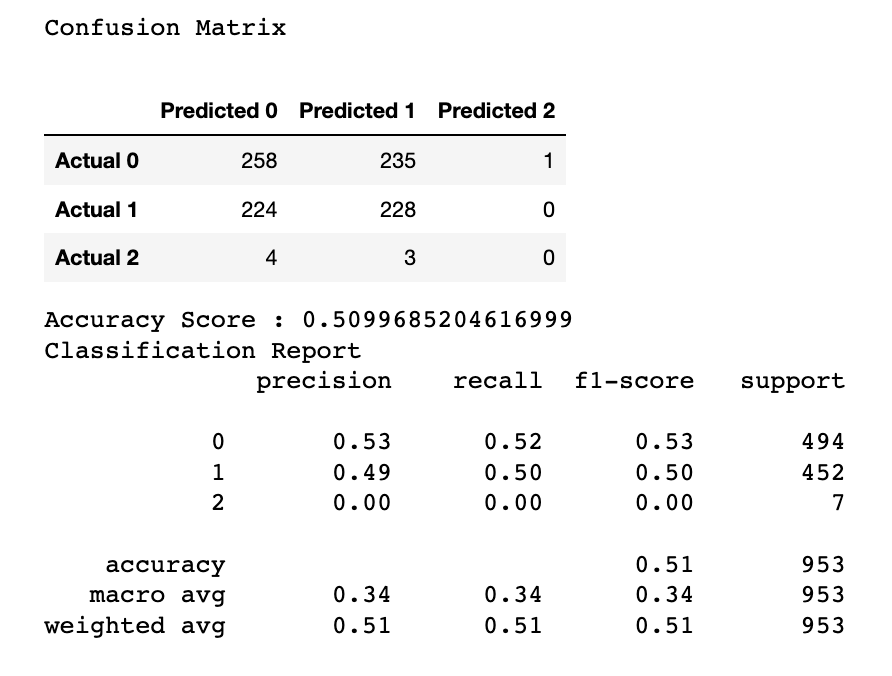 Confusion Matrix
Predicted 0 Predicted 1 Predicted 2
Actual 0 258 235 1
Actual 1 224 228 0
Actual 2 4 3 0
Accuracy Score : 0.5099685204616999
Classification Report
precision recall f1-score support
0 0.53 0.52 0.53 494
1 0.49 0.50 0.50 452
2 0.00 0.00 0.00 7
accuracy 0.51 953
macro avg 0.34 0.34 0.34 953
weighted avg 0.51 0.51 0.51 953